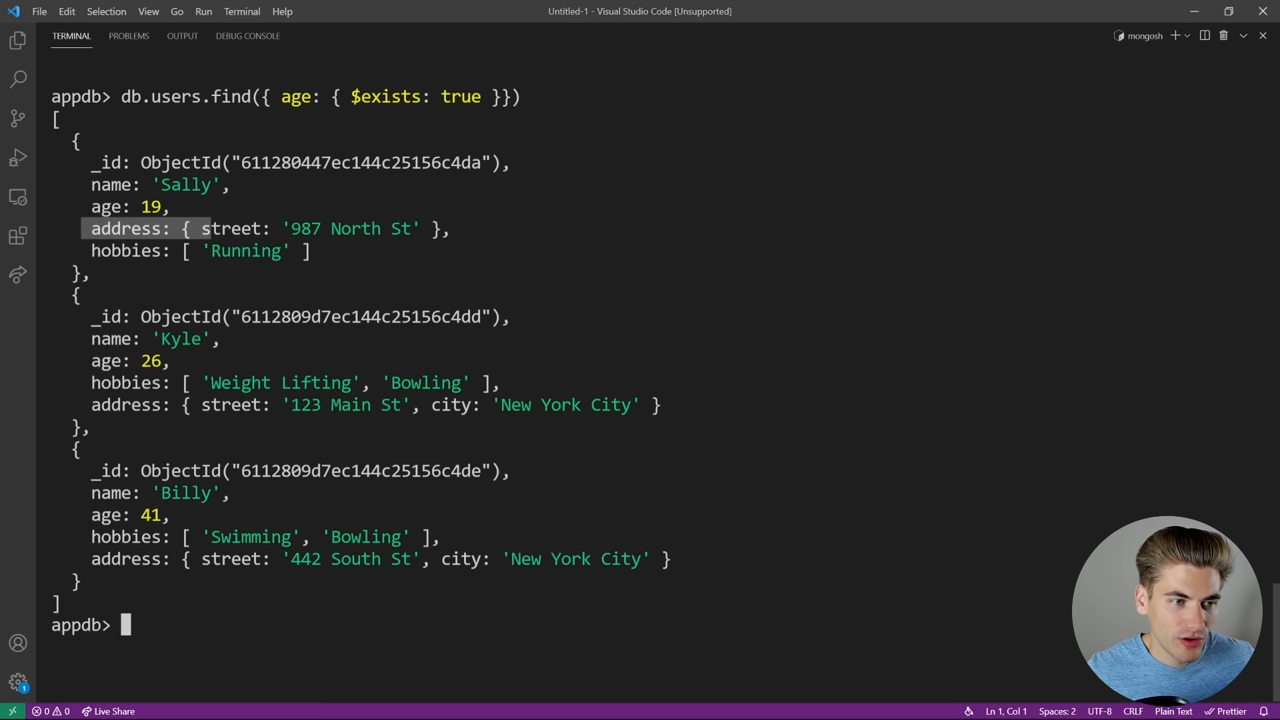 File Edit Selection View Go Run Terminal Help Untitled-1 - Visual Studio Code [Unsupported]
TERMINAL PROBLEMS OUTPUT DEBUG CONSOLE mongosh
appdb> db.users.find({ age: { $exists: true }})
[
  {
    _id: ObjectId("611280447ec144c25156c4da"),
    name: 'Sally',
    age: 19,
    address: { street: '987 North St' },
    hobbies: [ 'Running' ]
  },
  {
    _id: ObjectId("6112809d7ec144c25156c4dd"),
    name: 'Kyle',
    age: 26,
    hobbies: [ 'Weight Lifting', 'Bowling' ],
    address: { street: '123 Main St', city: 'New York City' }
  },
  {
    _id: ObjectId("6112809d7ec144c25156c4de"),
    name: 'Billy',
    age: 41,
    hobbies: [ 'Swimming', 'Bowling' ],
    address: { street: '442 South St', city: 'New York City' }
  }
]
appdb>
1
0 0 Live Share Ln 1, Col 1 Spaces: 2 UTF-8 CRLF Plain Text Prettier